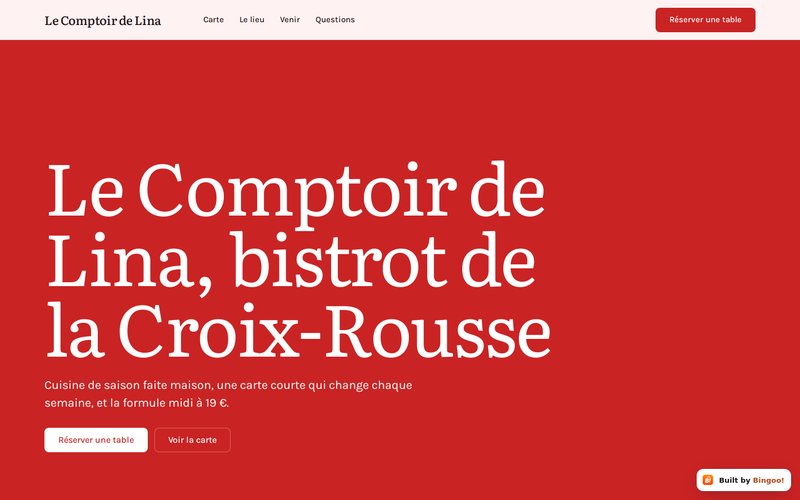 Le Comptoir de Lina
Carte
Le lieu
Venir
Questions
Réserver une table
Le Comptoir de
Lina, bistrot de
la Croix-Rousse
Cuisine de saison faite maison, une carte courte qui change chaque
semaine, et la formule midi à 19 €.
Réserver une table
Voir la carte
Built by Bingoo!